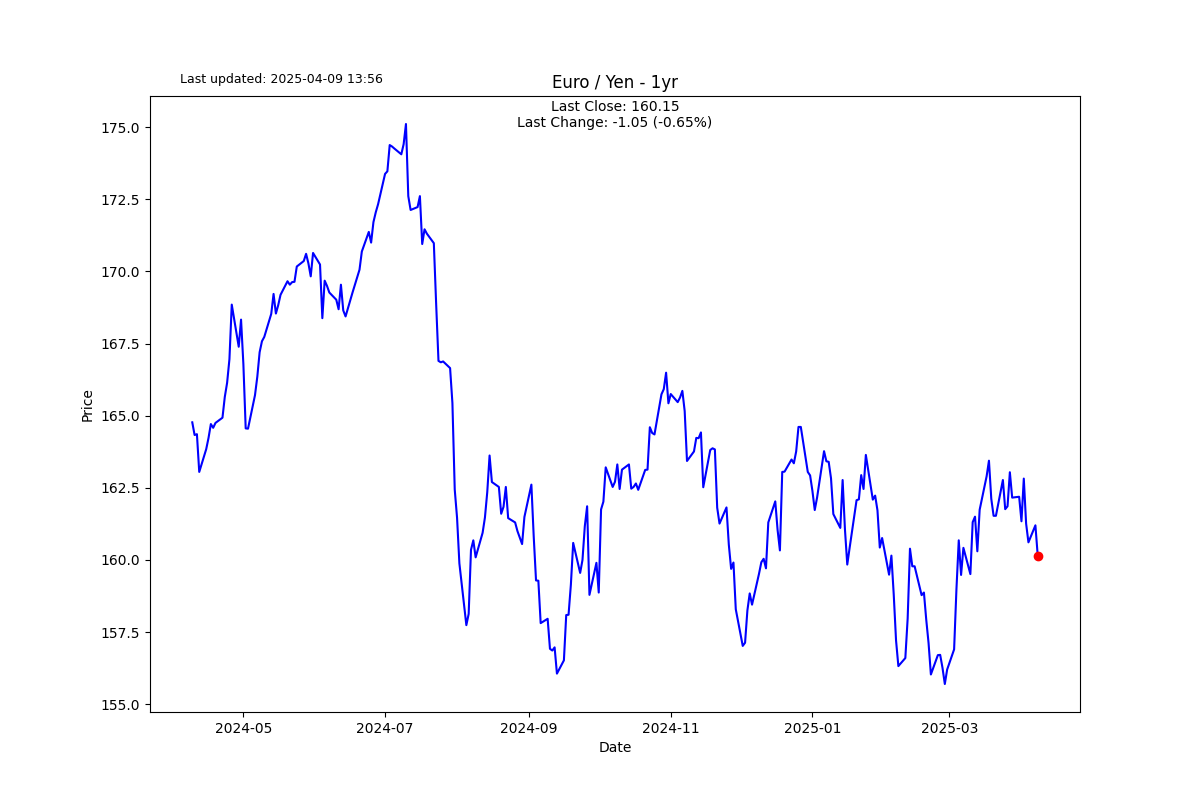 Last updated: 2025-04-09 13:56
Euro / Yen - 1yr
Last Close: 160.15
Last Change: -1.05 (-0.65%)
175.0
172.5
170.0
167.5
165.0
162.5
160.0
157.5
155.0
Price
2024-05
2024-07
2024-09
2024-11
2025-01
2025-03
Date